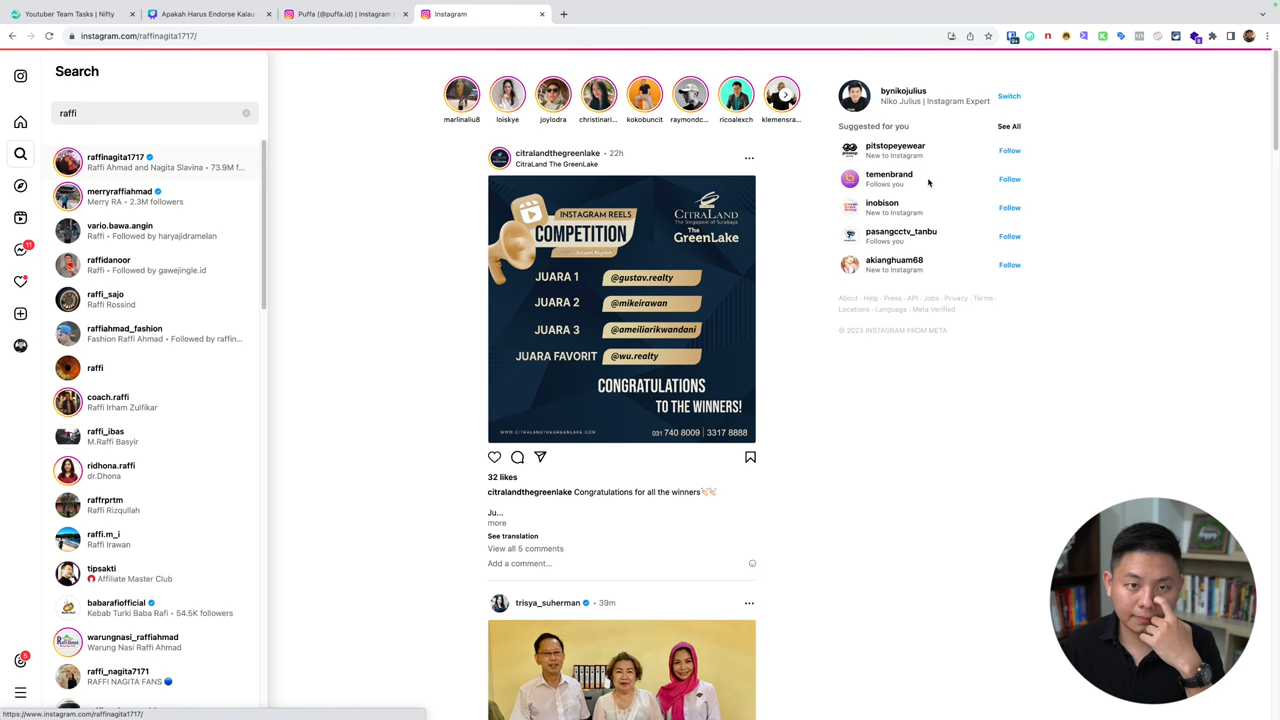 Youtuber Team Tasks | Nifty
Apakah Harus Endorse Kalau
Puffa (@puffa.id) | Instagram
Instagram
instagram.com/raffinagita1717/
Search
raffi
raffinagita1717
Raffi Ahmad and Nagita Slavina • 73.9M f...
merryraffiahmad
Merry RA • 2.3M followers
vario.bawa.angin
Raffi • Followed by haryajidramelan
raffidanoor
Raffi • Followed by gawejingle.id
raffi_sajo
Raffi Rossind
raffiahmad_fashion
Fashion Raffi Ahmad • Followed by raffin...
raffi
coach.raffi
Raffi Irham Zulfikar
raffi_ibas
M.Raffi Basyir
ridhona.raffi
dr.Dhona
raffrprtm
Raffi Rizqullah
raffi.m_i
Raffi Irawan
tipsakti
Affiliate Master Club
babarafiofficial
Kebab Turki Baba Rafi • 54.5K followers
warungnasi_raffiahmad
Warung Nasi Raffi Ahmad
raffi_nagita7171
RAFFI NAGITA FANS
11
5
https://www.instagram.com/raffinagita1717/
marlinaliu8
loiskye
joylodra
christinari...
kokobuncit
raymondc...
ricoalexch
klemensra...
citralandthegreenlake • 22h
CitraLand The GreenLake
INSTAGRAM REELS
COMPETITION
CITRALAND
The Singapore of Surabaya
The
GreenLake
JUARA 1
@gustav.realty
JUARA 2
@mikeirawan
JUARA 3
@ameiliarikwandani
JUARA FAVORIT
@wu.realty
CONGRATULATIONS
TO THE WINNERS!
WWW.CITRALANDTHEGREENLAKE.COM
031 740 8009 | 3317 8888
32 likes
citralandthegreenlake Congratulations for all the winners👏🏻👏🏻
Ju...
more
See translation
View all 5 comments
Add a comment...
trisya_suherman • 39m
bynikojulius
Niko Julius | Instagram Expert
Switch
Suggested for you
See All
pitstopeyewear
New to Instagram
Follow
temenbrand
Follows you
Follow
inobison
New to Instagram
Follow
pasangcctv_tanbu
Follows you
Follow
akianghuam68
New to Instagram
Follow
About · Help · Press · API · Jobs · Privacy · Terms ·
Locations · Language · Meta Verified
© 2023 INSTAGRAM FROM META